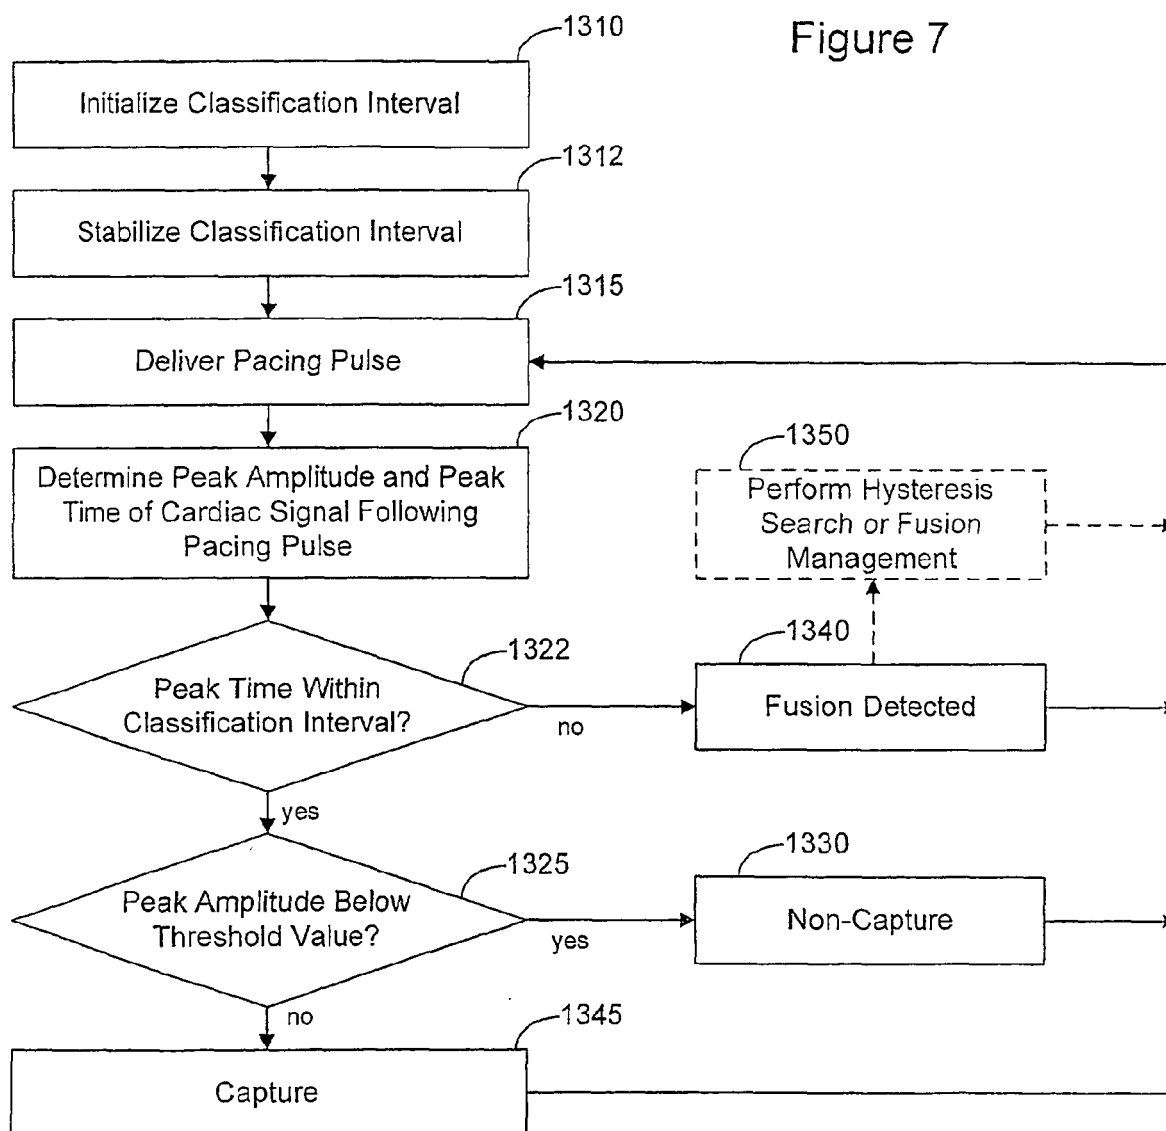 Figure 7
1310
Initialize Classification Interval
1312
Stabilize Classification Interval
1315
Deliver Pacing Pulse
1320
Determine Peak Amplitude and Peak
Time of Cardiac Signal Following
Pacing Pulse
1350
Perform Hysteresis
Search or Fusion
Management
1322
Peak Time Within
Classification Interval?
no
1340
Fusion Detected
yes
1325
Peak Amplitude Below
Threshold Value?
yes
1330
Non-Capture
no
1345
Capture